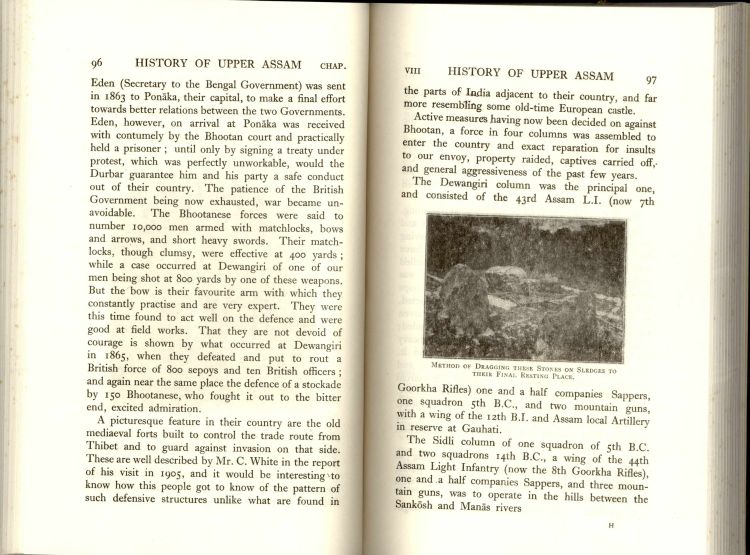 96 HISTORY OF UPPER ASSAM CHAP.
Eden (Secretary to the Bengal Government) was sent
in 1863 to Ponāka, their capital, to make a final effort
towards better relations between the two Governments.
Eden, however, on arrival at Ponāka was received
with contumely by the Bhootan court and practically
held a prisoner ; until only by signing a treaty under
protest, which was perfectly unworkable, would the
Durbar guarantee him and his party a safe conduct
out of their country. The patience of the British
Government being now exhausted, war became un-
avoidable. The Bhootanese forces were said to
number 10,000 men armed with matchlocks, bows
and arrows, and short heavy swords. Their match-
locks, though clumsy, were effective at 400 yards ;
while a case occurred at Dewangiri of one of our
men being shot at 800 yards by one of these weapons.
But the bow is their favourite arm with which they
constantly practise and are very expert. They were
this time found to act well on the defence and were
good at field works. That they are not devoid of
courage is shown by what occurred at Dewangiri
in 1865, when they defeated and put to rout a
British force of 800 sepoys and ten British officers ;
and again near the same place the defence of a stockade
by 150 Bhootanese, who fought it out to the bitter
end, excited admiration.
A picturesque feature in their country are the old
mediaeval forts built to control the trade route from
Thibet and to guard against invasion on that side.
These are well described by Mr. C. White in the report
of his visit in 1905, and it would be interesting to
know how this people got to know of the pattern of
such defensive structures unlike what are found in
VIII HISTORY OF UPPER ASSAM 97
the parts of India adjacent to their country, and far
more resembling some old-time European castle.
Active measures having now been decided on against
Bhootan, a force in four columns was assembled to
enter the country and exact reparation for insults
to our envoy, property raided, captives carried off,
and general aggressiveness of the past few years.
The Dewangiri column was the principal one,
and consisted of the 43rd Assam L.I. (now 7th
METHOD OF DRAGGING THESE STONES ON SLEDGES TO
THEIR FINAL RESTING PLACE.
Goorkha Rifles) one and a half companies Sappers,
one squadron 5th B.C., and two mountain guns,
with a wing of the 12th B.I. and Assam local Artillery
in reserve at Gauhati.
The Sidli column of one squadron of 5th B.C.
and two squadrons 14th B.C., a wing of the 44th
Assam Light Infantry (now the 8th Goorkha Rifles),
one and a half companies Sappers, and three moun-
tain guns, was to operate in the hills between the
Sankōsh and Manās rivers
H